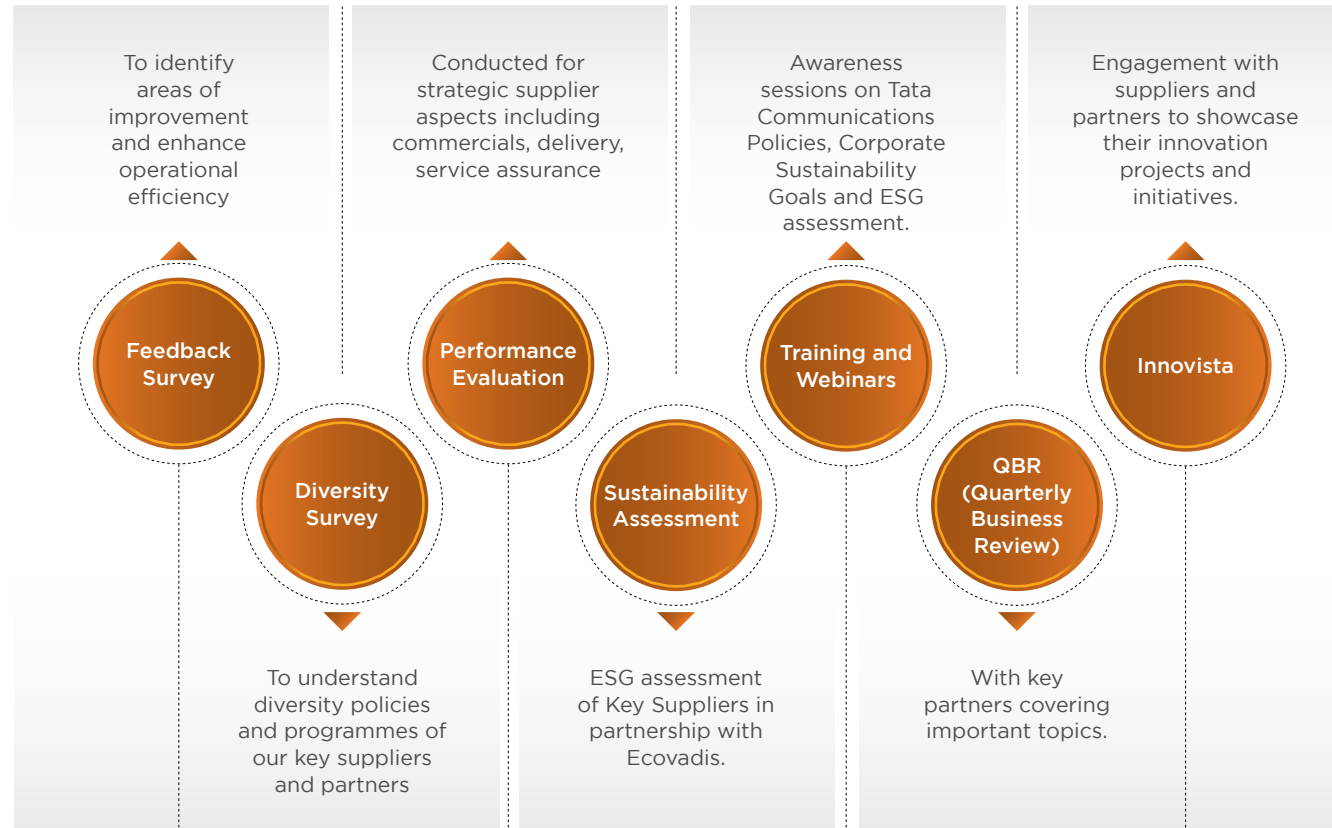 To identify
areas of
improvement
and enhance
operational
efficiency
Conducted for
strategic supplier
aspects including
commercials, delivery,
service assurance
Awareness
sessions on Tata
Communications
Policies, Corporate
Sustainability
Goals and ESG
assessment.
Engagement with
suppliers and
partners to showcase
their innovation
projects and
initiatives.
Feedback
Survey
Performance
Evaluation
Training and
Webinars
Innovista
Diversity
Survey
Sustainability
Assessment
QBR
(Quarterly
Business
Review)
To understand
diversity policies
and programmes of
our key suppliers
and partners
ESG assessment
of Key Suppliers in
partnership with
Ecovadis.
With key
partners covering
important topics.